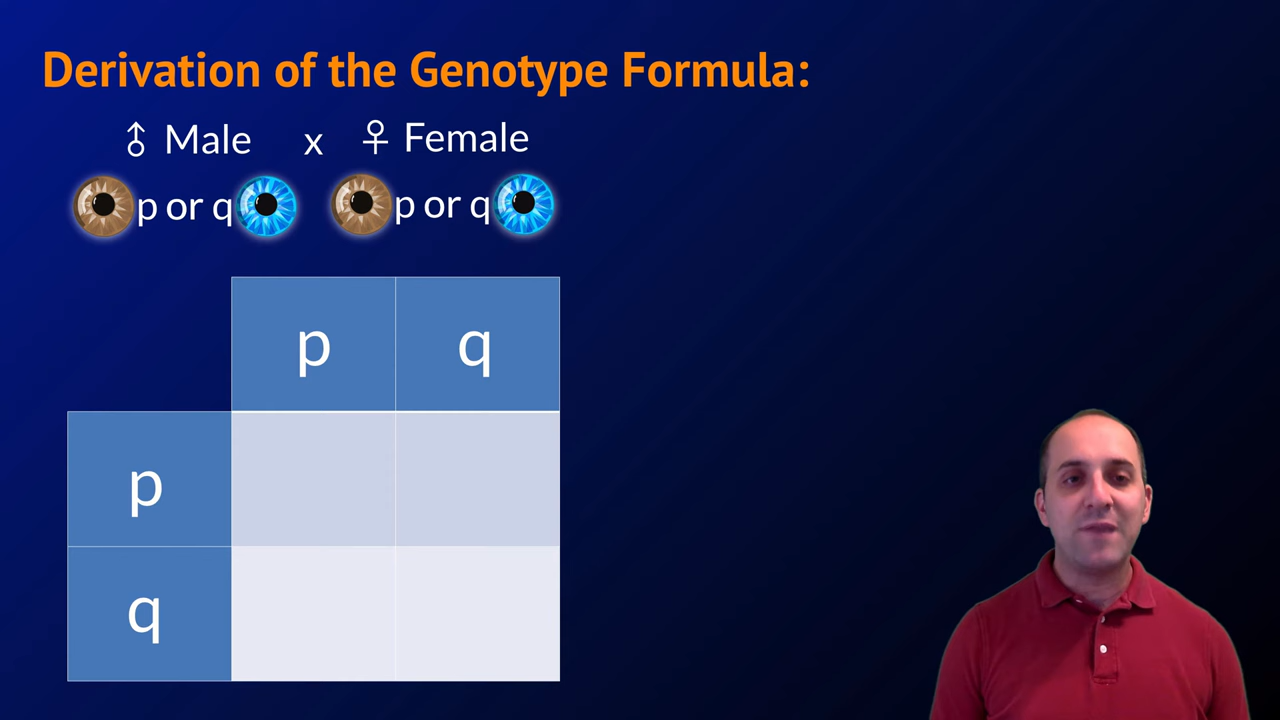 Derivation of the Genotype Formula:
♂ Male x ♀ Female
p or q p or q
p q
p
q